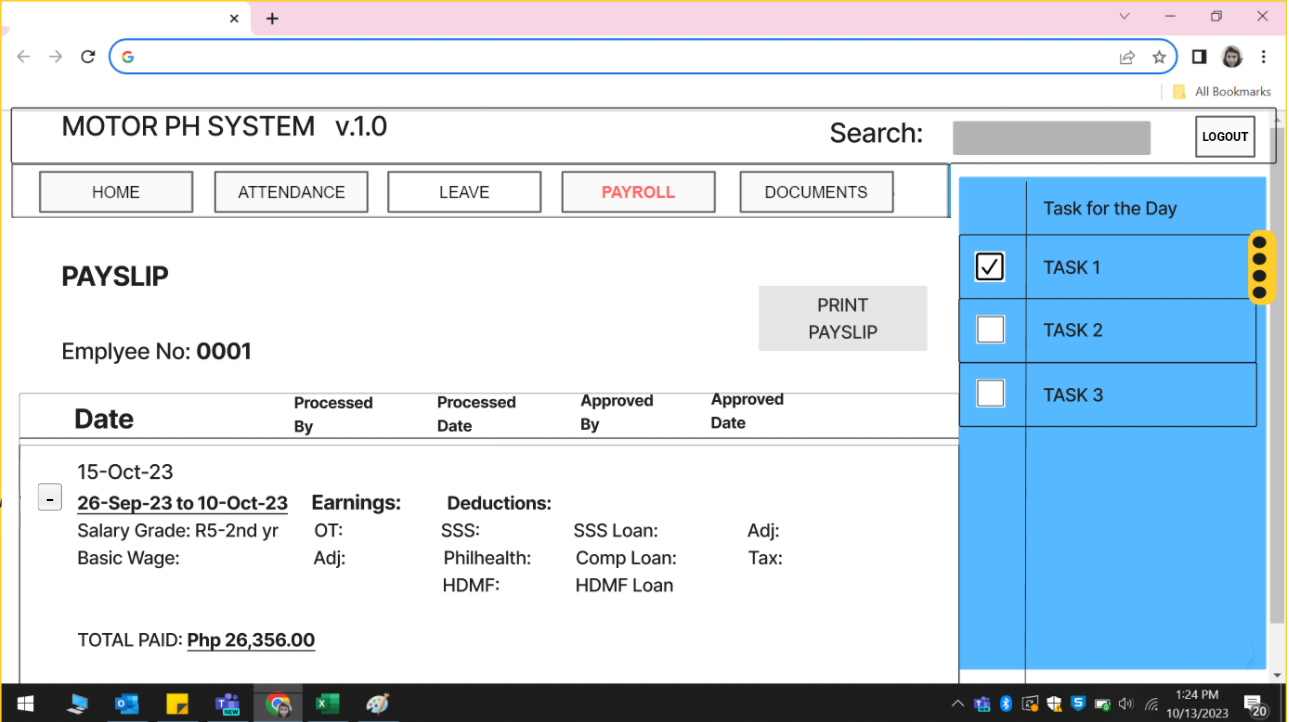 All Bookmarks
MOTOR PH SYSTEM v.1.0
Search:
LOGOUT
HOME
ATTENDANCE
LEAVE
PAYROLL
DOCUMENTS
Task for the Day
TASK 1
TASK 2
TASK 3
PAYSLIP
PRINT
PAYSLIP
Emplyee No: 0001
Date
Processed
By
Processed
Date
Approved
By
Approved
Date
15-Oct-23
-
26-Sep-23 to 10-Oct-23 Earnings: Deductions:
Salary Grade: R5-2nd yr OT: SSS: SSS Loan: Adj:
Basic Wage: Adj: Philhealth: Comp Loan: Tax:
HDMF: HDMF Loan
TOTAL PAID: Php 26,356.00
NEW
1:24 PM
10/13/2023
20